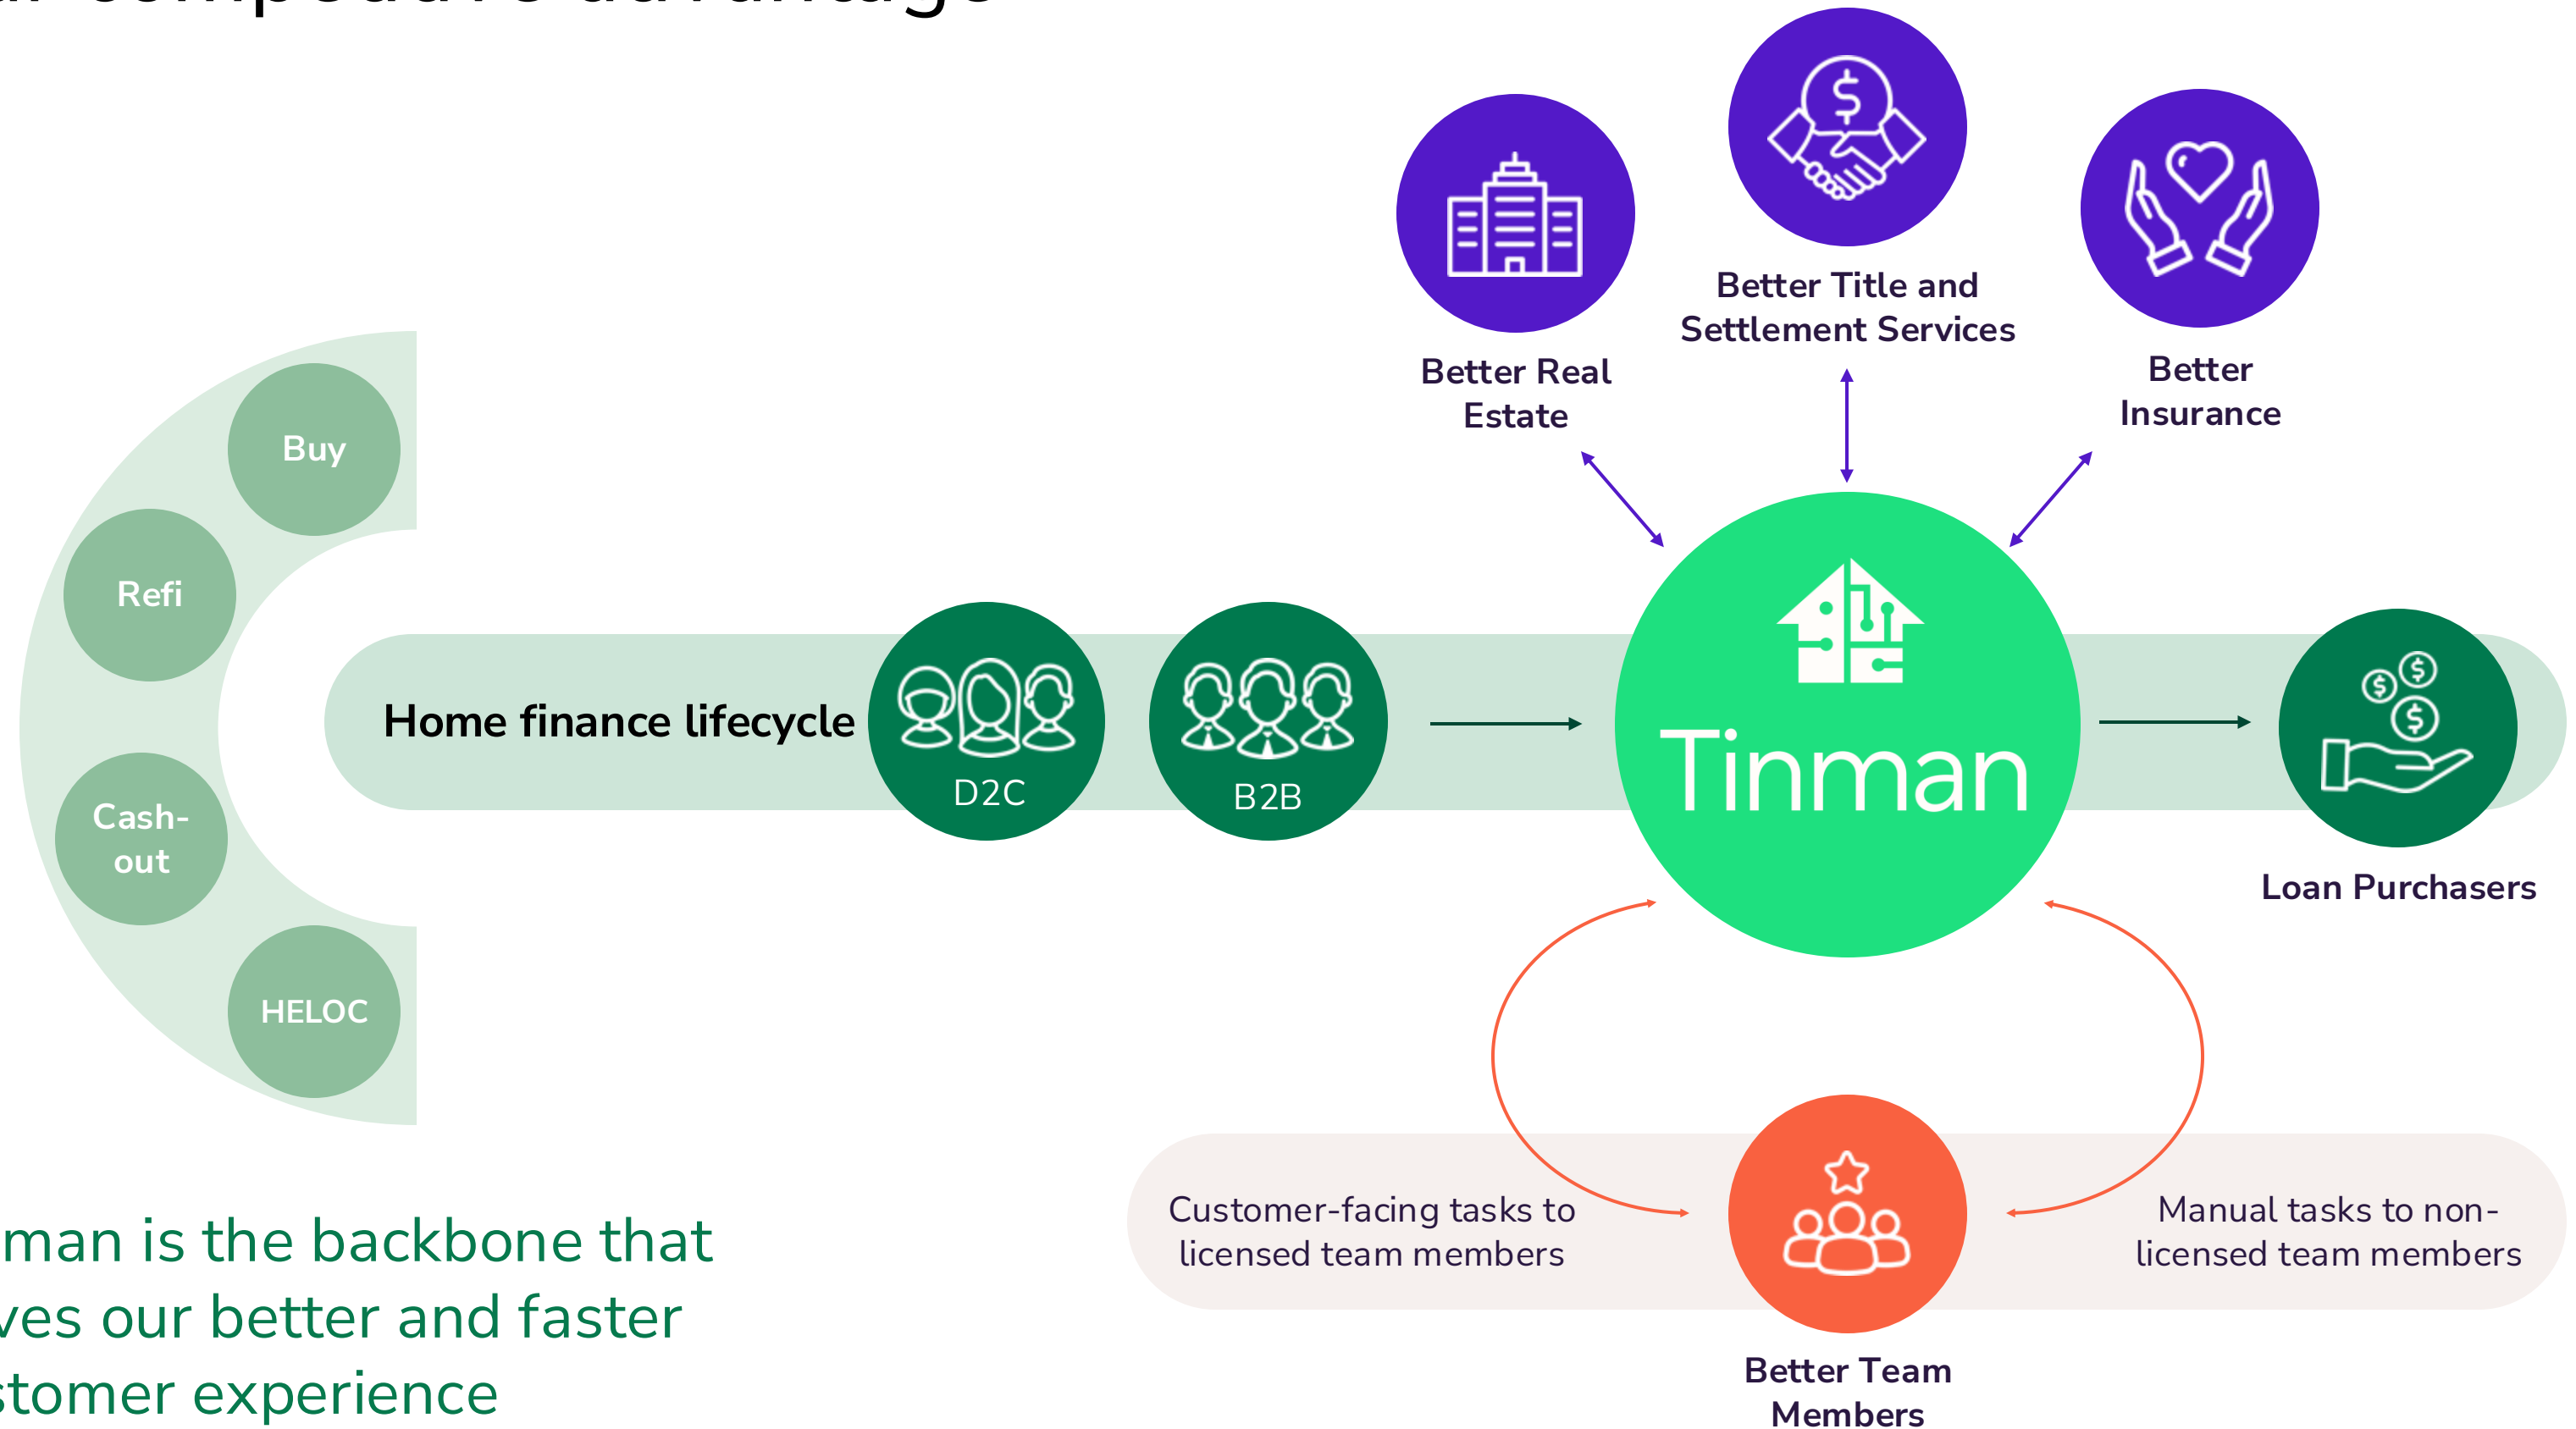 competitive advantage
Better Title and
Settlement Services
Better Real
Estate
Better
Insurance
Buy
Refi
Cash-
out
HELOC
Home finance lifecycle
D2C
B2B
Tinman
Loan Purchasers
Customer-facing tasks to
licensed team members
Manual tasks to non-
licensed team members
Better Team
Members
man is the backbone that
ves our better and faster
stomer experience